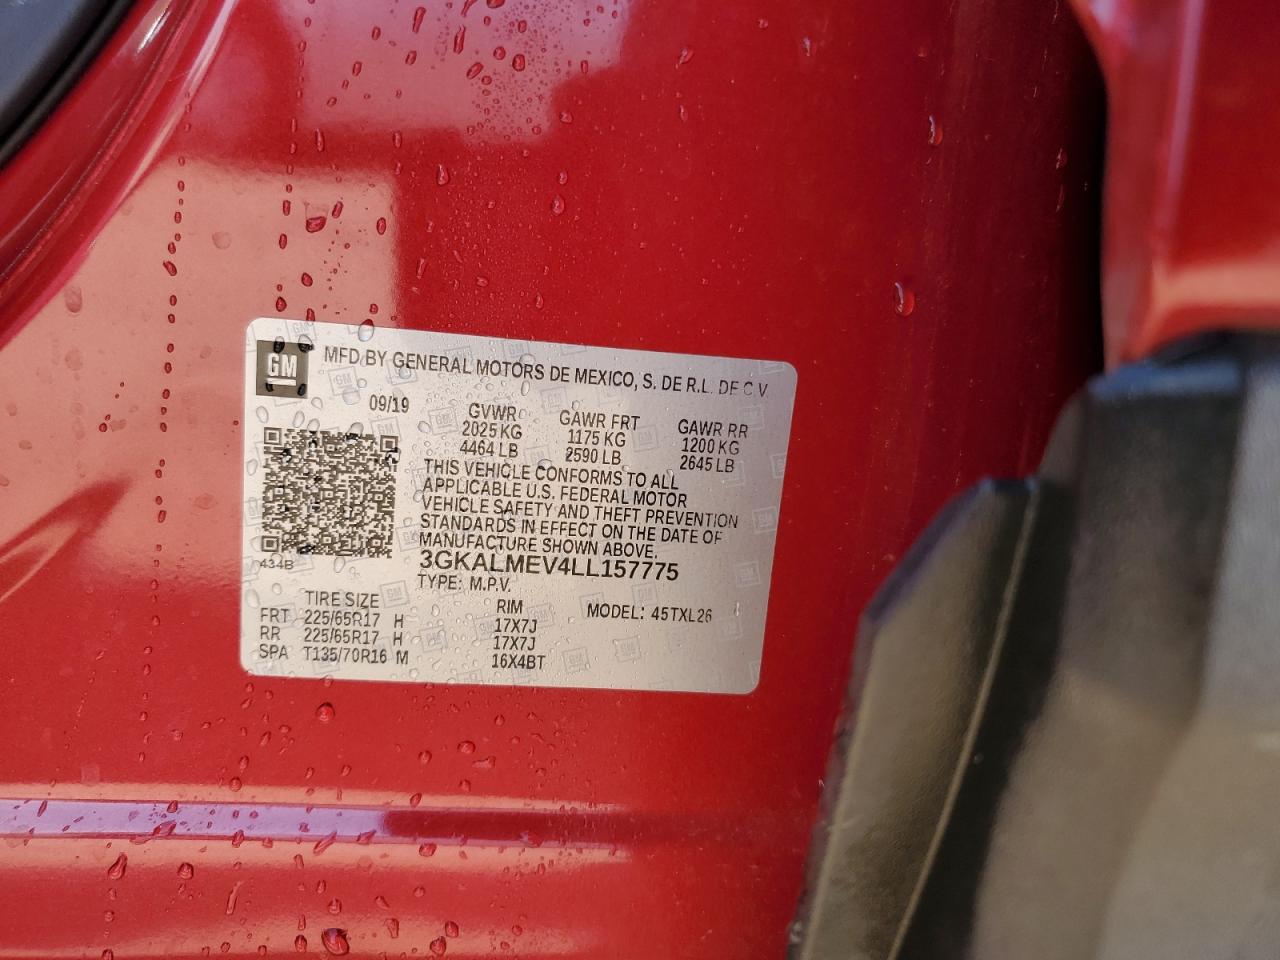 GM
MFD BY GENERAL MOTORS DE MEXICO, S. DE R.L. DE C.V.
09/19 GVWR GAWR FRT GAWR RR
2025 KG 1175 KG 1200 KG
4464 LB 2590 LB 2645 LB
THIS VEHICLE CONFORMS TO ALL
APPLICABLE U.S. FEDERAL MOTOR
VEHICLE SAFETY AND THEFT PREVENTION
STANDARDS IN EFFECT ON THE DATE OF
MANUFACTURE SHOWN ABOVE.
434B
3GKALMEV4LL157775
TYPE: M.P.V.
TIRE SIZE RIM MODEL: 45TXL26
FRT 225/65R17 H 17X7J
RR 225/65R17 H 17X7J
SPA T135/70R16 M 16X4BT